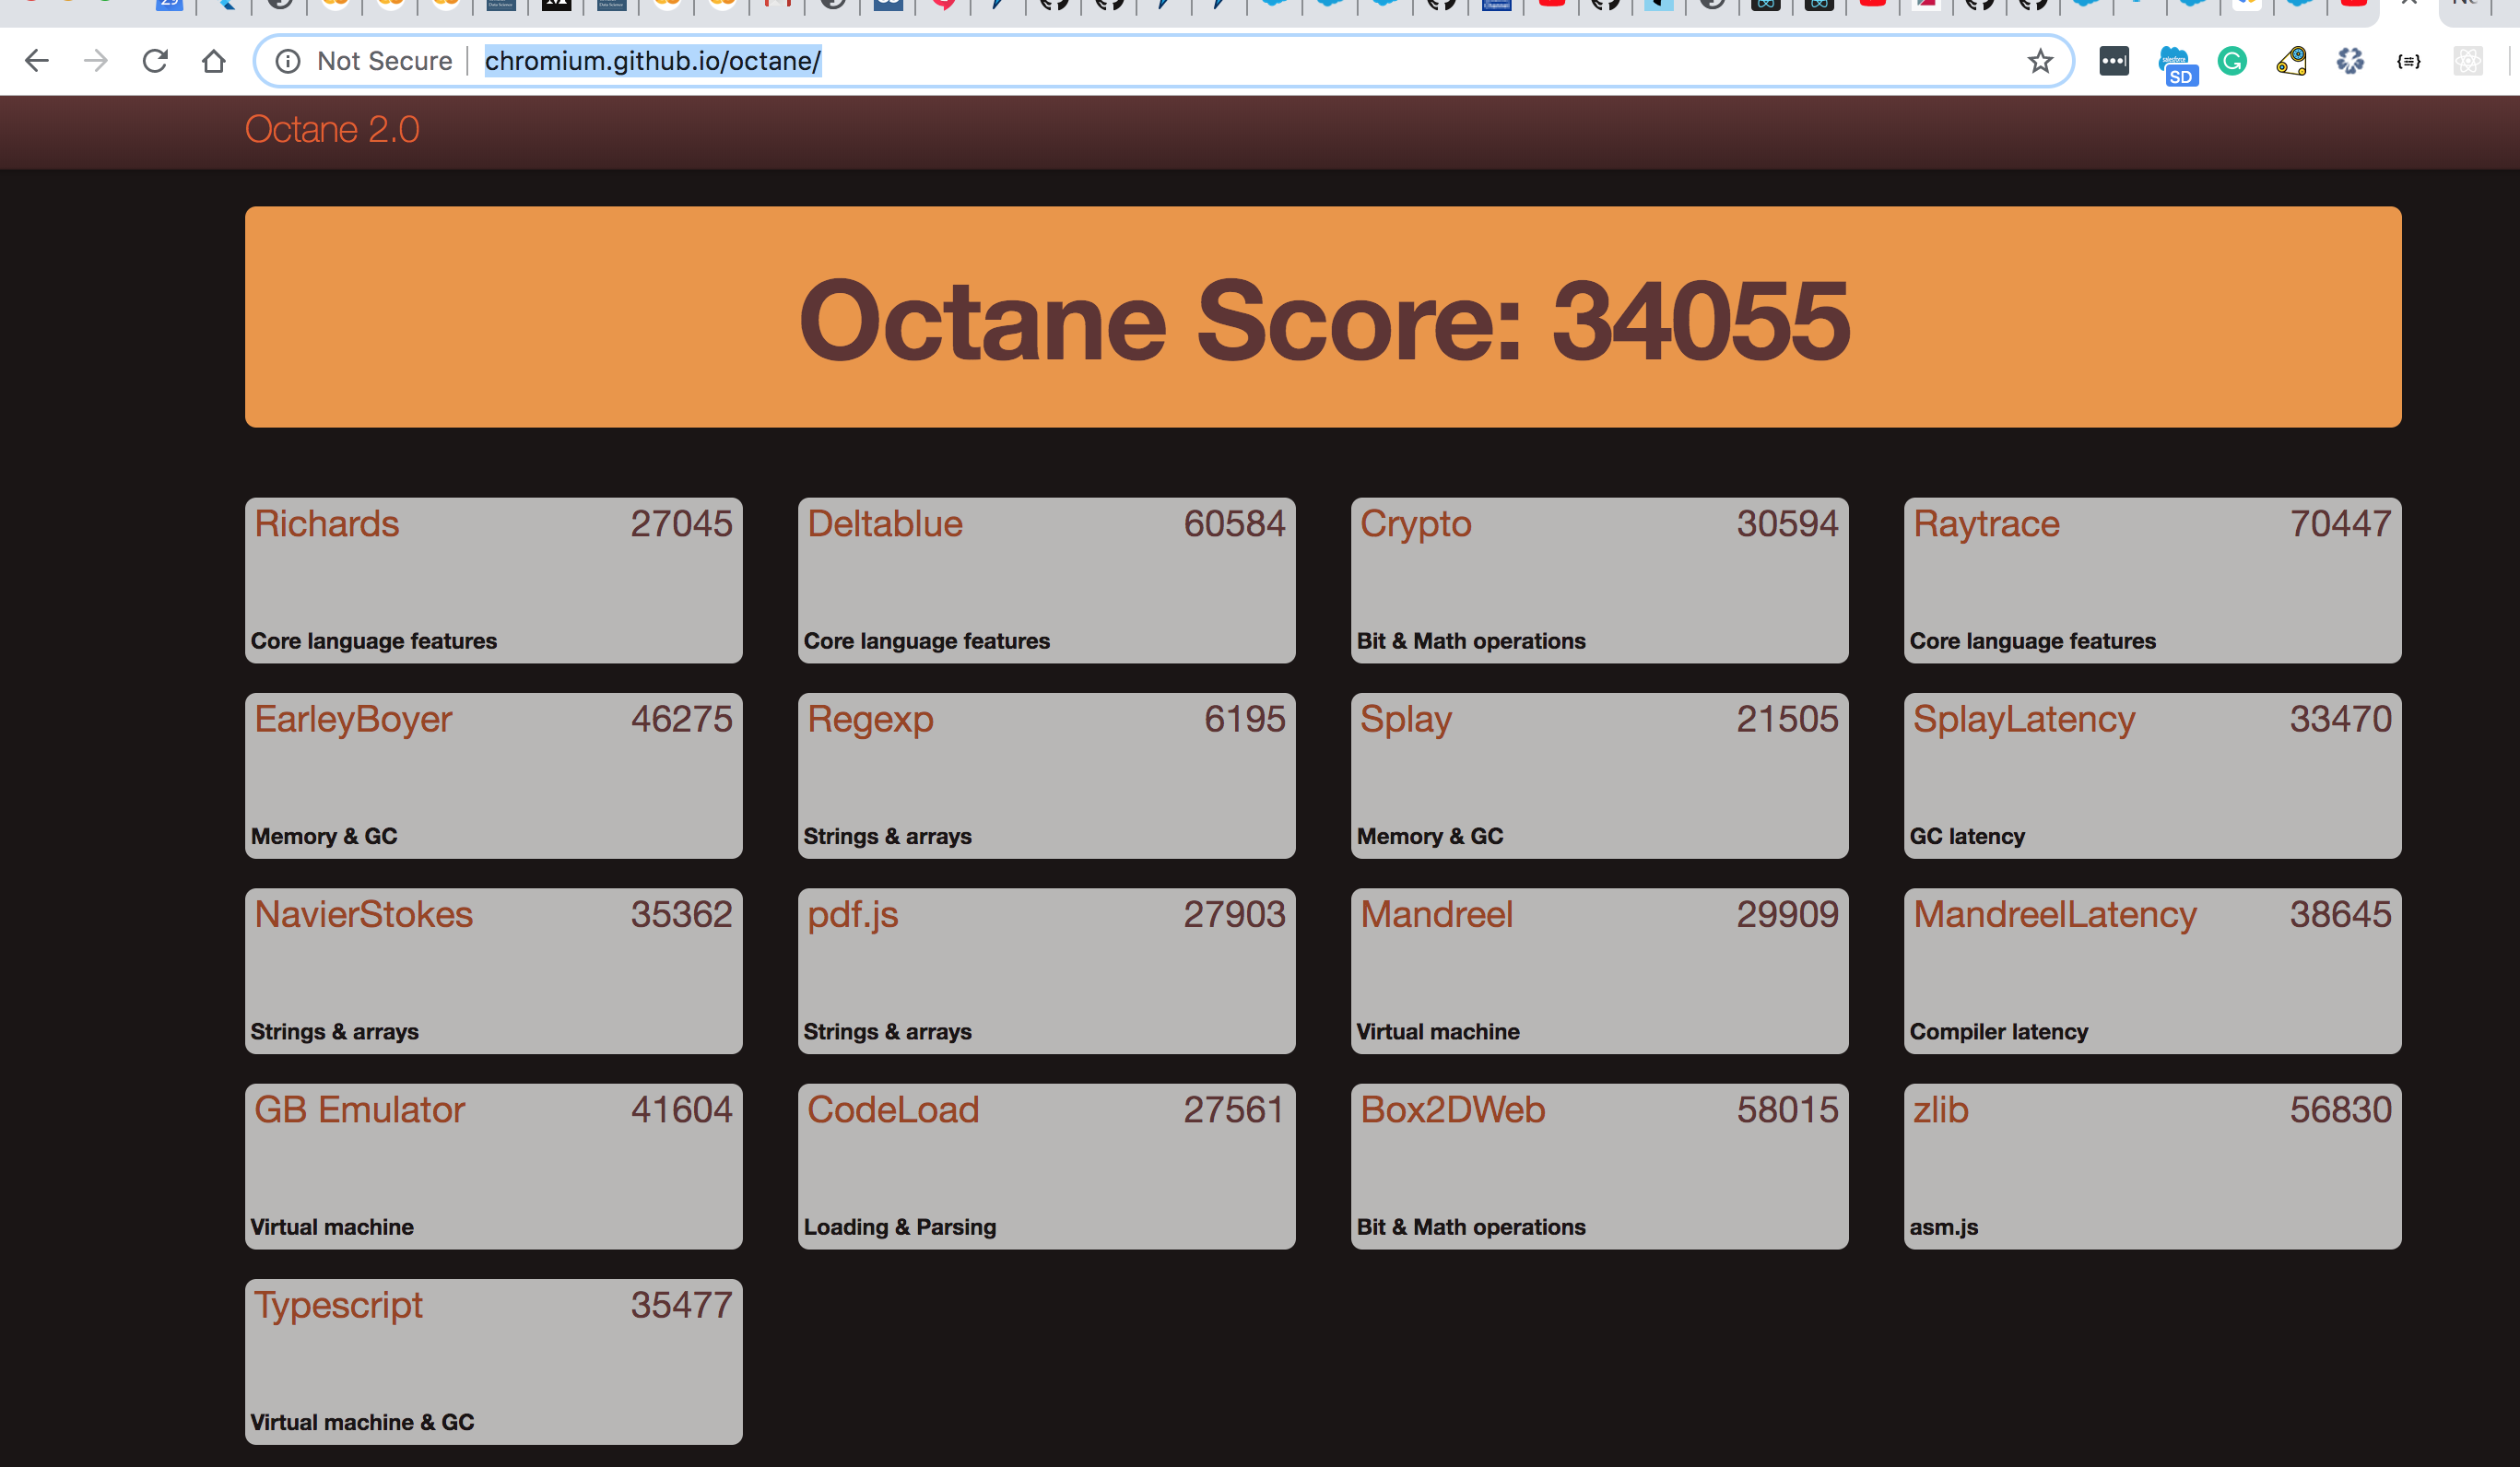 Not Secure chromium.github.io/octane/
SD
Octane 2.0
Octane Score: 34055
Richards 27045
Core language features
Deltablue 60584
Core language features
Crypto 30594
Bit & Math operations
Raytrace 70447
Core language features
EarleyBoyer 46275
Memory & GC
Regexp 6195
Strings & arrays
Splay 21505
Memory & GC
SplayLatency 33470
GC latency
NavierStokes 35362
Strings & arrays
pdf.js 27903
Strings & arrays
Mandreel 29909
Virtual machine
MandreelLatency 38645
Compiler latency
GB Emulator 41604
Virtual machine
CodeLoad 27561
Loading & Parsing
Box2DWeb 58015
Bit & Math operations
zlib 56830
asm.js
Typescript 35477
Virtual machine & GC